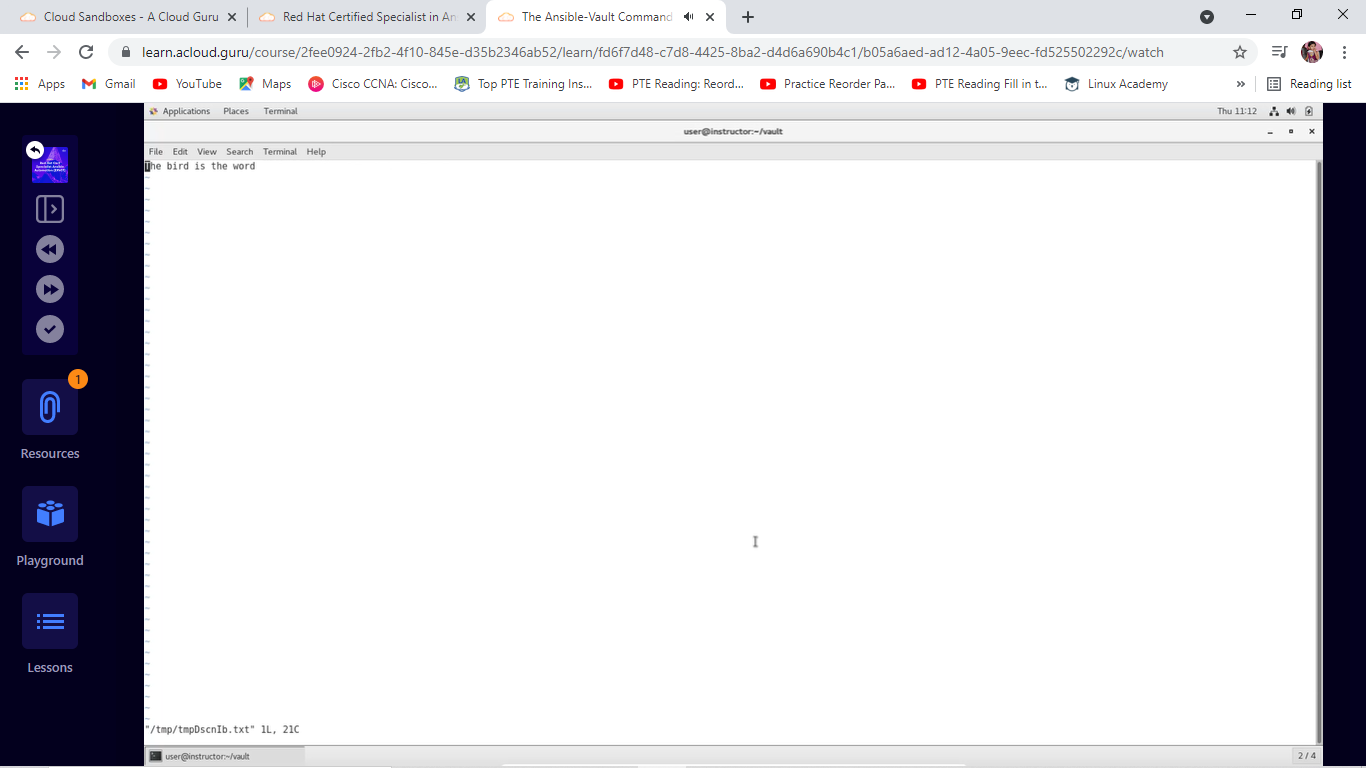 Cloud Sandboxes - A Cloud Guru
Red Hat Certified Specialist in An
The Ansible-Vault Command
learn.acloud.guru/course/2fee0924-2fb2-4f10-845e-d35b2346ab52/learn/fd6f7d48-c7d8-4425-8ba2-d4d6a690b4c1/b05a6aed-ad12-4a05-9eec-fd525502292c/watch
Apps Gmail YouTube Maps Cisco CCNA: Cisco... Top PTE Training Ins... PTE Reading: Reord... Practice Reorder Pa... PTE Reading Fill in t... Linux Academy » Reading list
Applications Places Terminal Thu 11:12
user@instructor:~/vault
File Edit View Search Terminal Help
The bird is the word
1
Resources
Playground
Lessons
"/tmp/tmpDscnIb.txt" 1L, 21C
user@instructor:~/vault
2 / 4